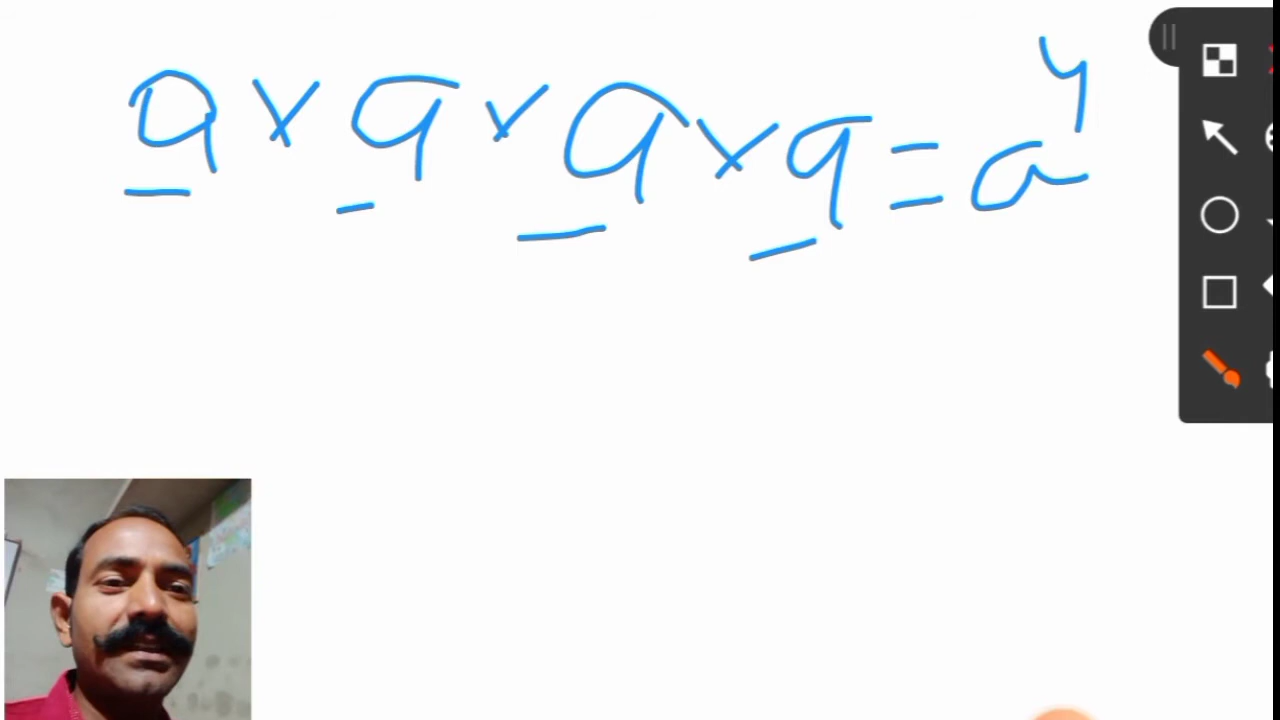 a × a × a × a = a⁴